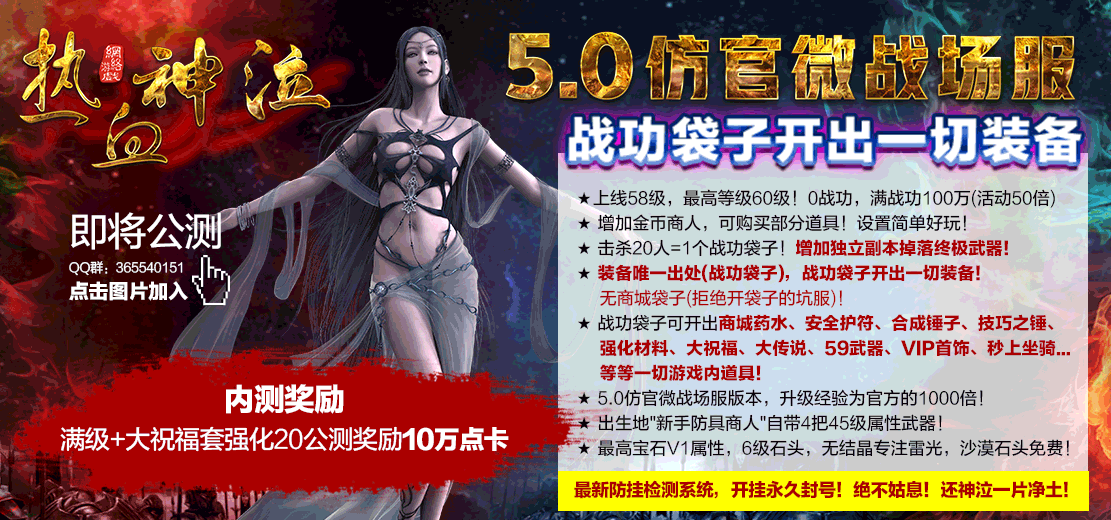 热血神泣
網絡遊戲
5.0仿官微战场服
战功袋子开出一切装备
即将公测
QQ群：365540151
点击图片加入
内测奖励
满级+大祝福套强化20公测奖励10万点卡
★上线58级，最高等级60级！0战功，满战功100万(活动50倍)
★增加金币商人，可购买部分道具！设置简单好玩！
★击杀20人=1个战功袋子！增加独立副本掉落终极武器！
★装备唯一出处(战功袋子)，战功袋子开出一切装备！
无商城袋子(拒绝开袋子的坑服)！
★战功袋子可开出商城药水、安全护符、合成锤子、技巧之锤、
强化材料、大祝福、大传说、59武器、VIP首饰、秒上坐骑...
等等一切游戏内道具！
★5.0仿官微战场服版本，升级经验为官方的1000倍！
★出生地"新手防具商人"自带4把45级属性武器！
★最高宝石V1属性，6级石头，无结晶专注雷光，沙漠石头免费！
最新防挂检测系统，开挂永久封号！绝不姑息！还神泣一片净土！